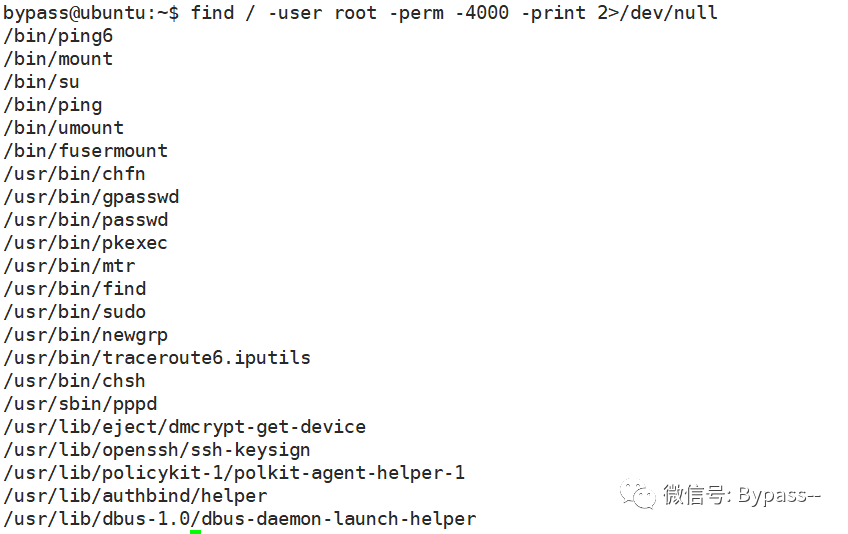 bypass@ubuntu:~$ find / -user root -perm -4000 -print 2>/dev/null
/bin/ping6
/bin/mount
/bin/su
/bin/ping
/bin/umount
/bin/fusermount
/usr/bin/chfn
/usr/bin/gpasswd
/usr/bin/passwd
/usr/bin/pkexec
/usr/bin/mtr
/usr/bin/find
/usr/bin/sudo
/usr/bin/newgrp
/usr/bin/traceroute6.iputils
/usr/bin/chsh
/usr/sbin/pppd
/usr/lib/eject/dmcrypt-get-device
/usr/lib/openssh/ssh-keysign
/usr/lib/policykit-1/polkit-agent-helper-1
/usr/lib/authbind/helper
微信号: Bypass--
/usr/lib/dbus-1.0/dbus-daemon-launch-helper